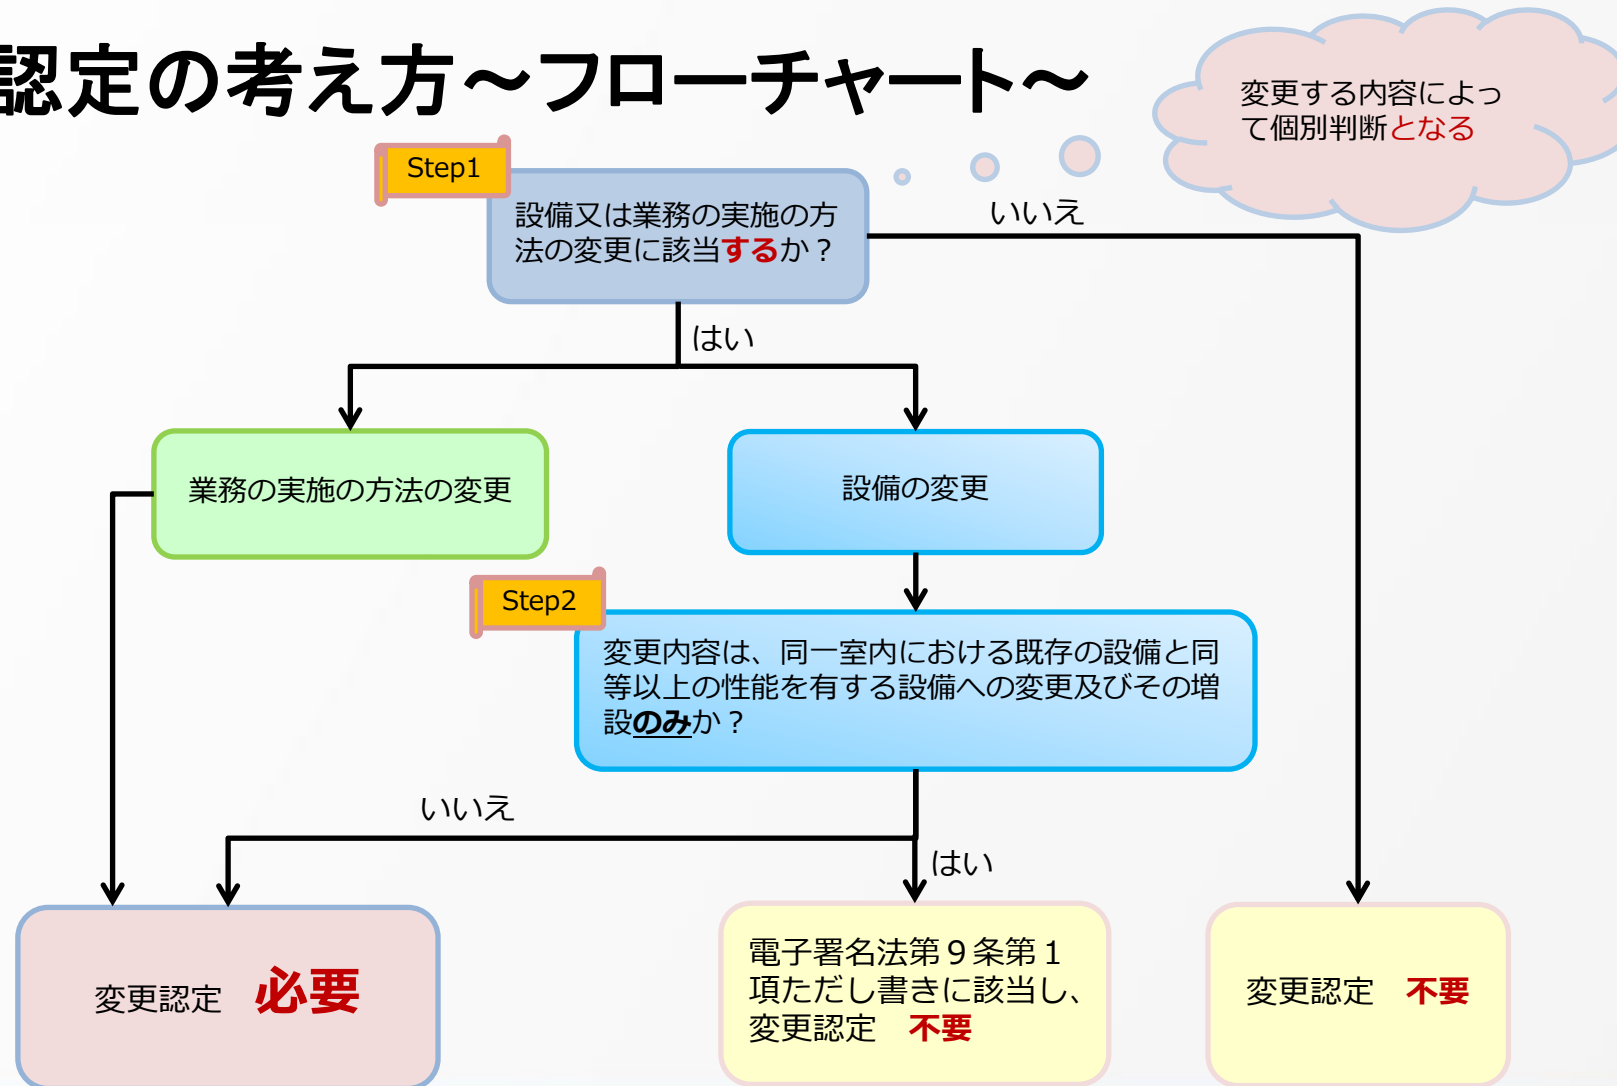 認定の考え方～フローチャート～
変更する内容によっ
て個別判断となる
Step1
設備又は業務の実施の方
法の変更に該当するか？
いいえ
はい
業務の実施の方法の変更
設備の変更
Step2
変更内容は、同一室内における既存の設備と同
等以上の性能を有する設備への変更及びその増
設のみか？
いいえ
はい
変更認定　必要
電子署名法第９条第１
項ただし書きに該当し、
変更認定　不要
変更認定　不要